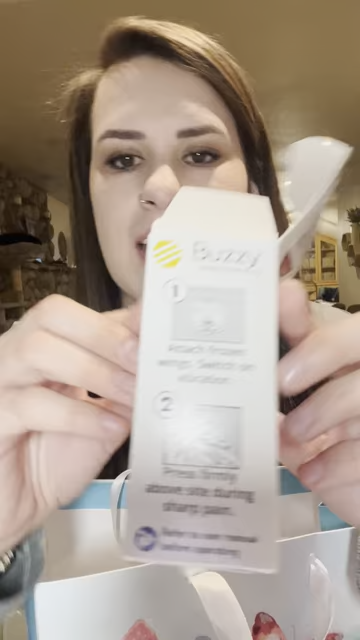 Buzzy
1
Attach frozen
wings. Switch on
vibration.
2
Press firmly
above site during
sharp pain.
Refer to user manual
before operating